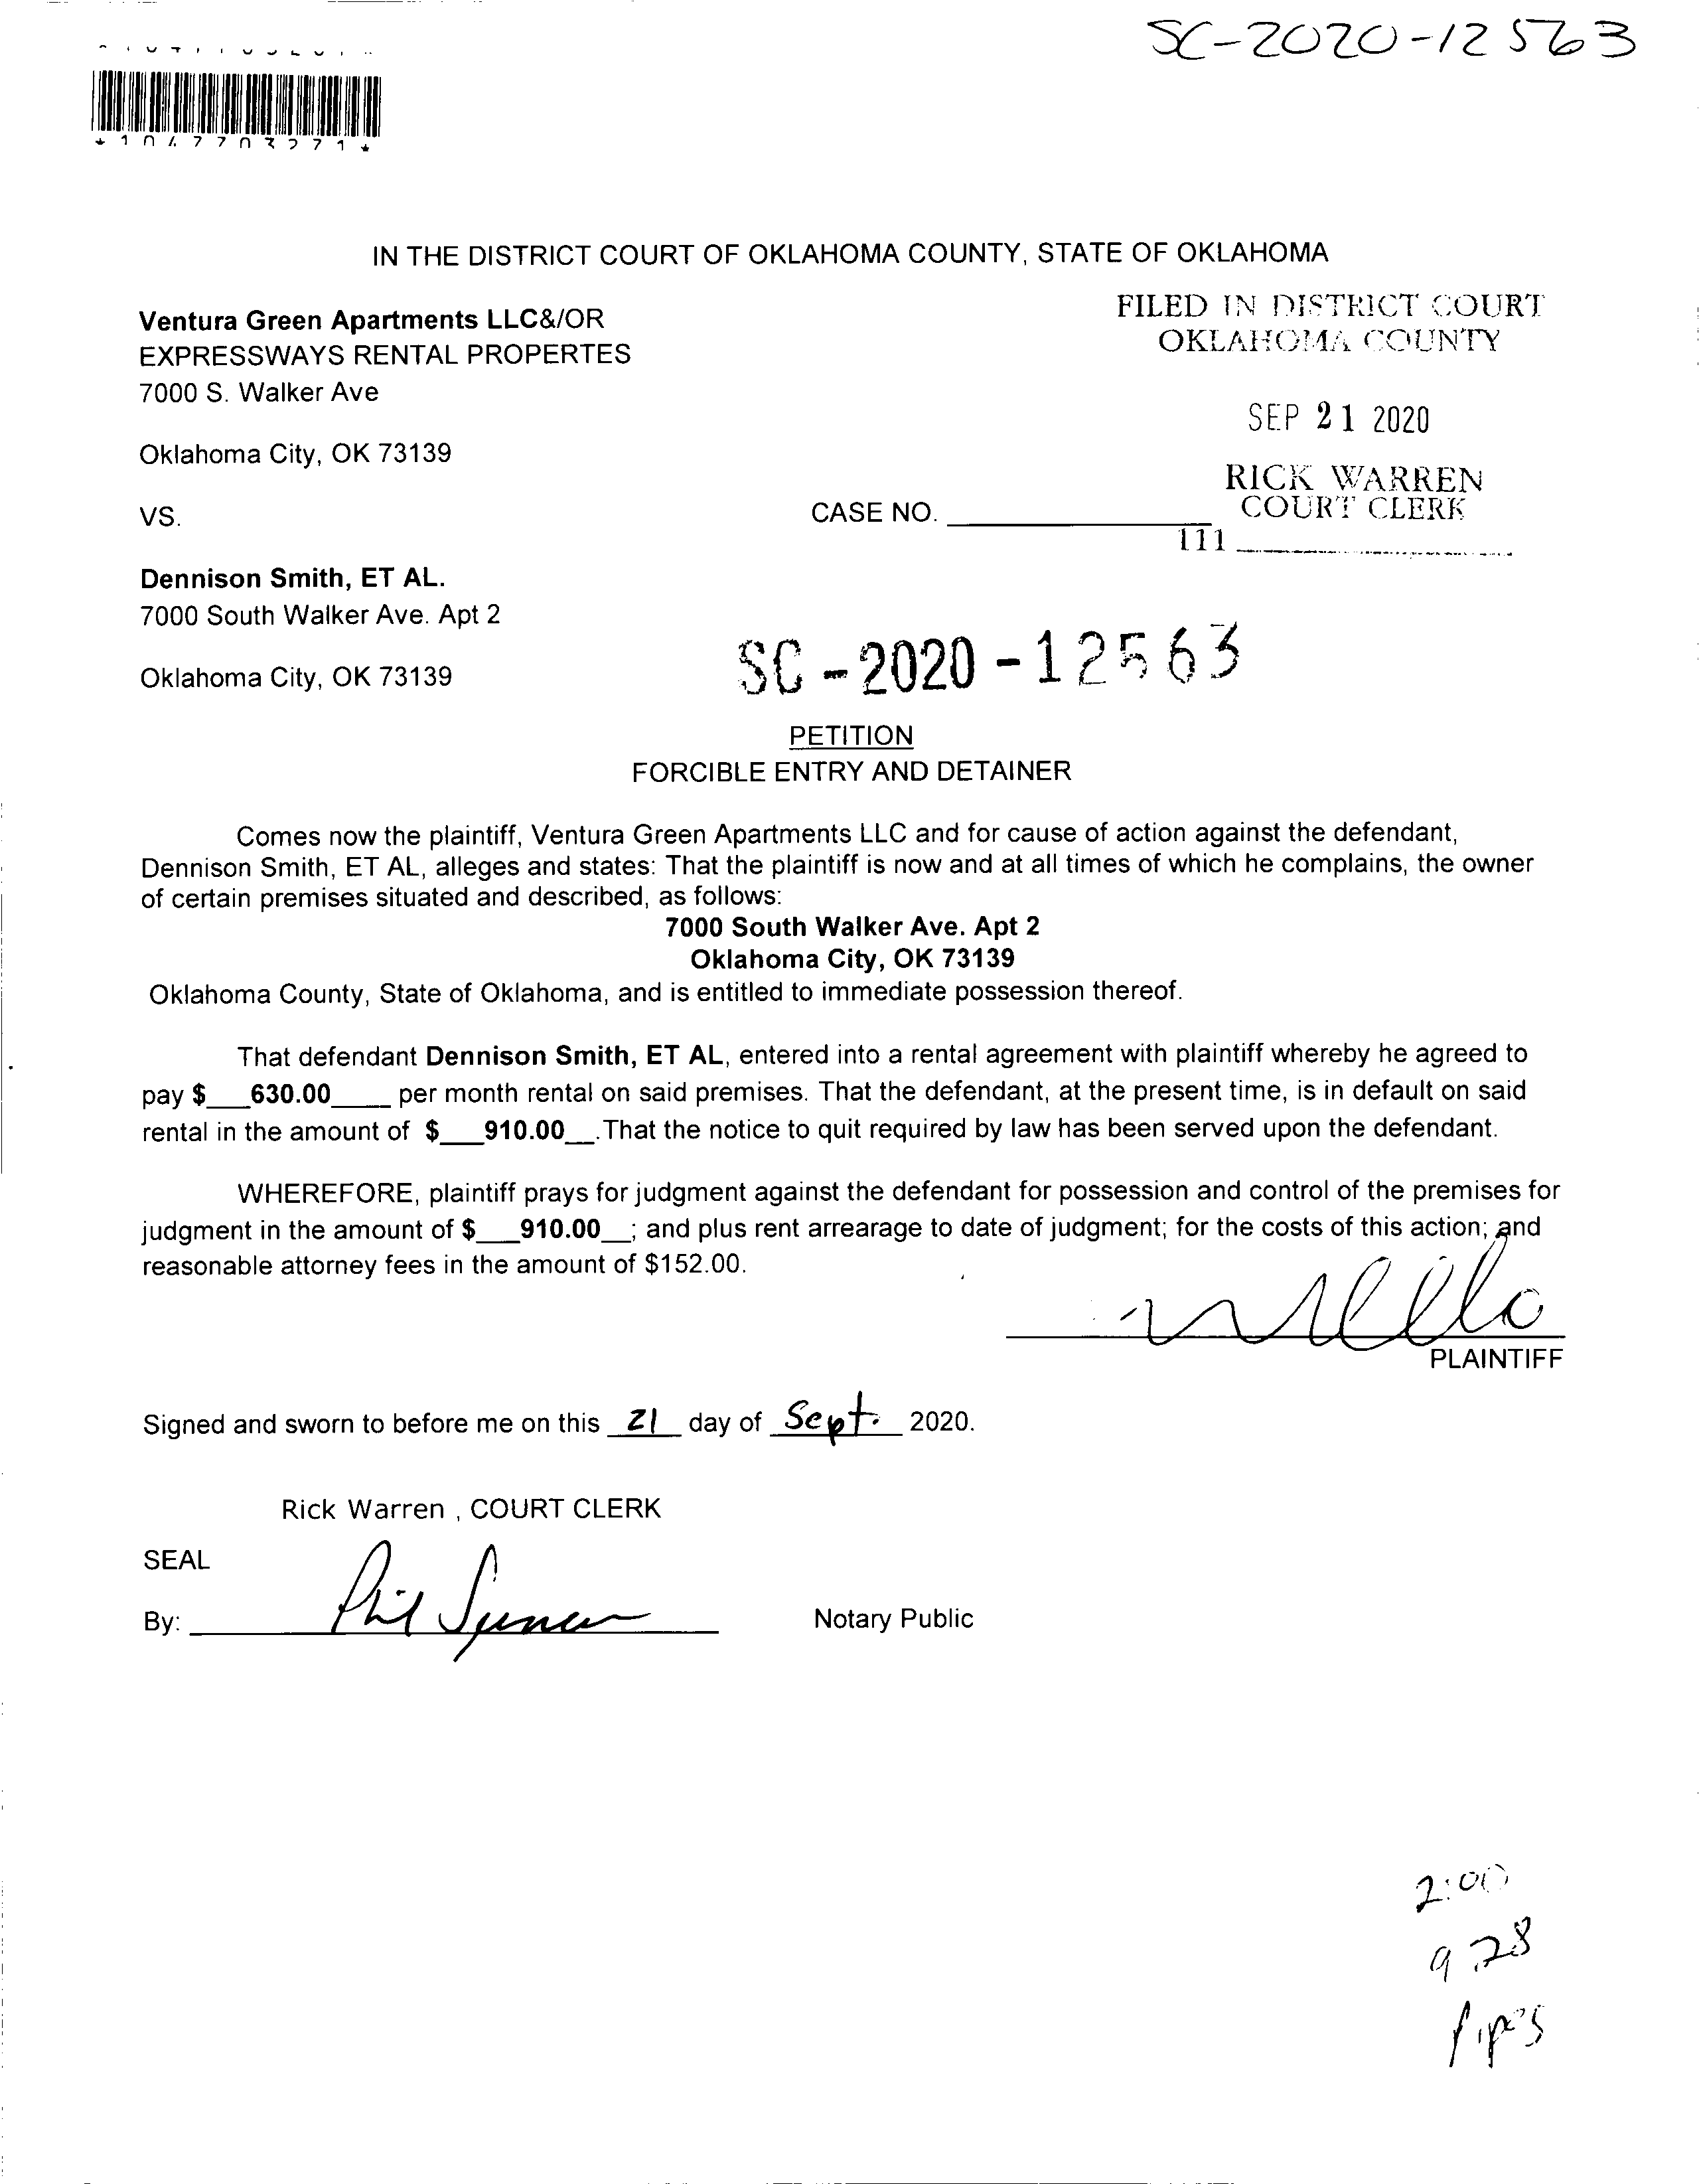 SC-2020-12563
*1047703271*
IN THE DISTRICT COURT OF OKLAHOMA COUNTY, STATE OF OKLAHOMA
Ventura Green Apartments LLC&/OR
EXPRESSWAYS RENTAL PROPERTES
7000 S. Walker Ave
Oklahoma City, OK 73139
FILED IN DISTRICT COURT
OKLAHOMA COUNTY
SEP 21 2020
RICK WARREN
COURT CLERK
111
VS.
CASE NO.
Dennison Smith, ET AL.
7000 South Walker Ave. Apt 2
Oklahoma City, OK 73139
SC-2020-12563
PETITION
FORCIBLE ENTRY AND DETAINER
Comes now the plaintiff, Ventura Green Apartments LLC and for cause of action against the defendant,
Dennison Smith, ET AL, alleges and states: That the plaintiff is now and at all times of which he complains, the owner
of certain premises situated and described, as follows:
7000 South Walker Ave. Apt 2
Oklahoma City, OK 73139
Oklahoma County, State of Oklahoma, and is entitled to immediate possession thereof.
That defendant Dennison Smith, ET AL, entered into a rental agreement with plaintiff whereby he agreed to
pay $___630.00____ per month rental on said premises. That the defendant, at the present time, is in default on said
rental in the amount of $___910.00__.That the notice to quit required by law has been served upon the defendant.
WHEREFORE, plaintiff prays for judgment against the defendant for possession and control of the premises for
judgment in the amount of $___910.00__; and plus rent arrearage to date of judgment; for the costs of this action; and
reasonable attorney fees in the amount of $152.00.
PLAINTIFF
Signed and sworn to before me on this 21 day of Sept. 2020.
Rick Warren , COURT CLERK
SEAL
By: Phil
Notary Public
2:00
9 28